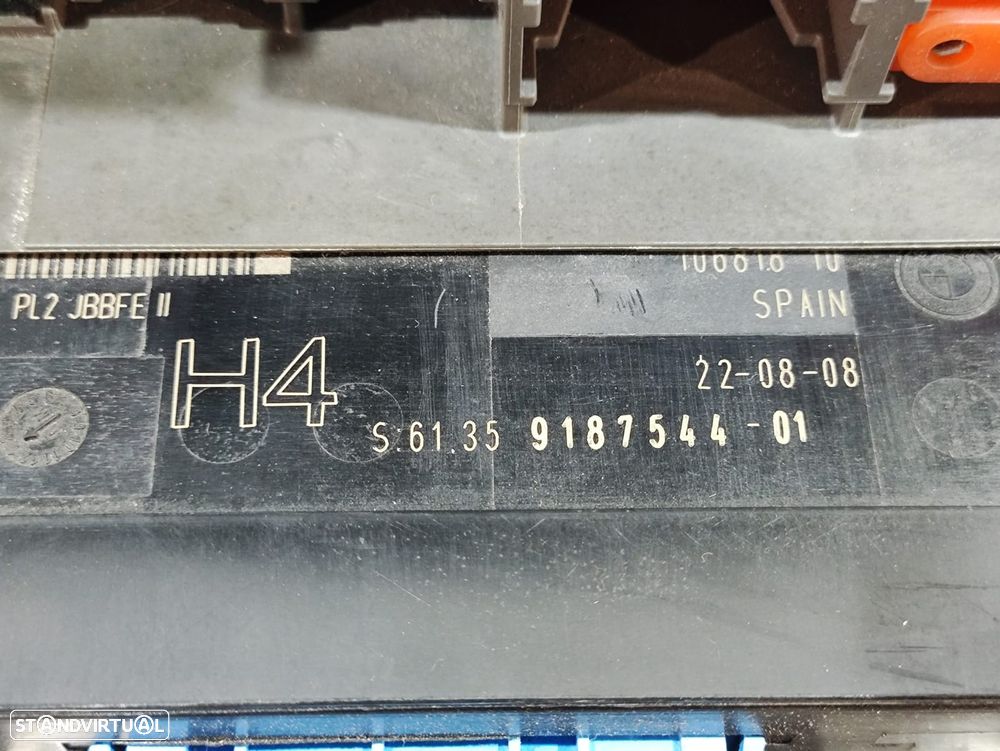 PL2 JBBFE II
SPAIN
H4
22-08-08
S:61.35 9187544-01
STANDVIRTUAL